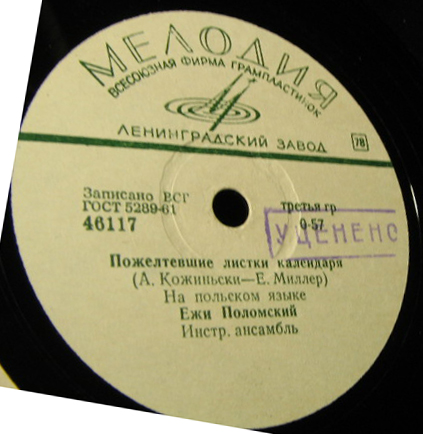 МЕЛОДИЯ
ВСЕСОЮЗНАЯ ФИРМА ГРАМПЛАСТИНОК
ЛЕНИНГРАДСКИЙ ЗАВОД
78
Записано ВСГ
ГОСТ 5289-61
46117
третья гр
0-57
УЦЕНЕНО
Пожелтевшие листки календаря
(А. Кожиньски—Е. Миллер)
На польском языке
Ежи Поломский
Инстр. ансамбль